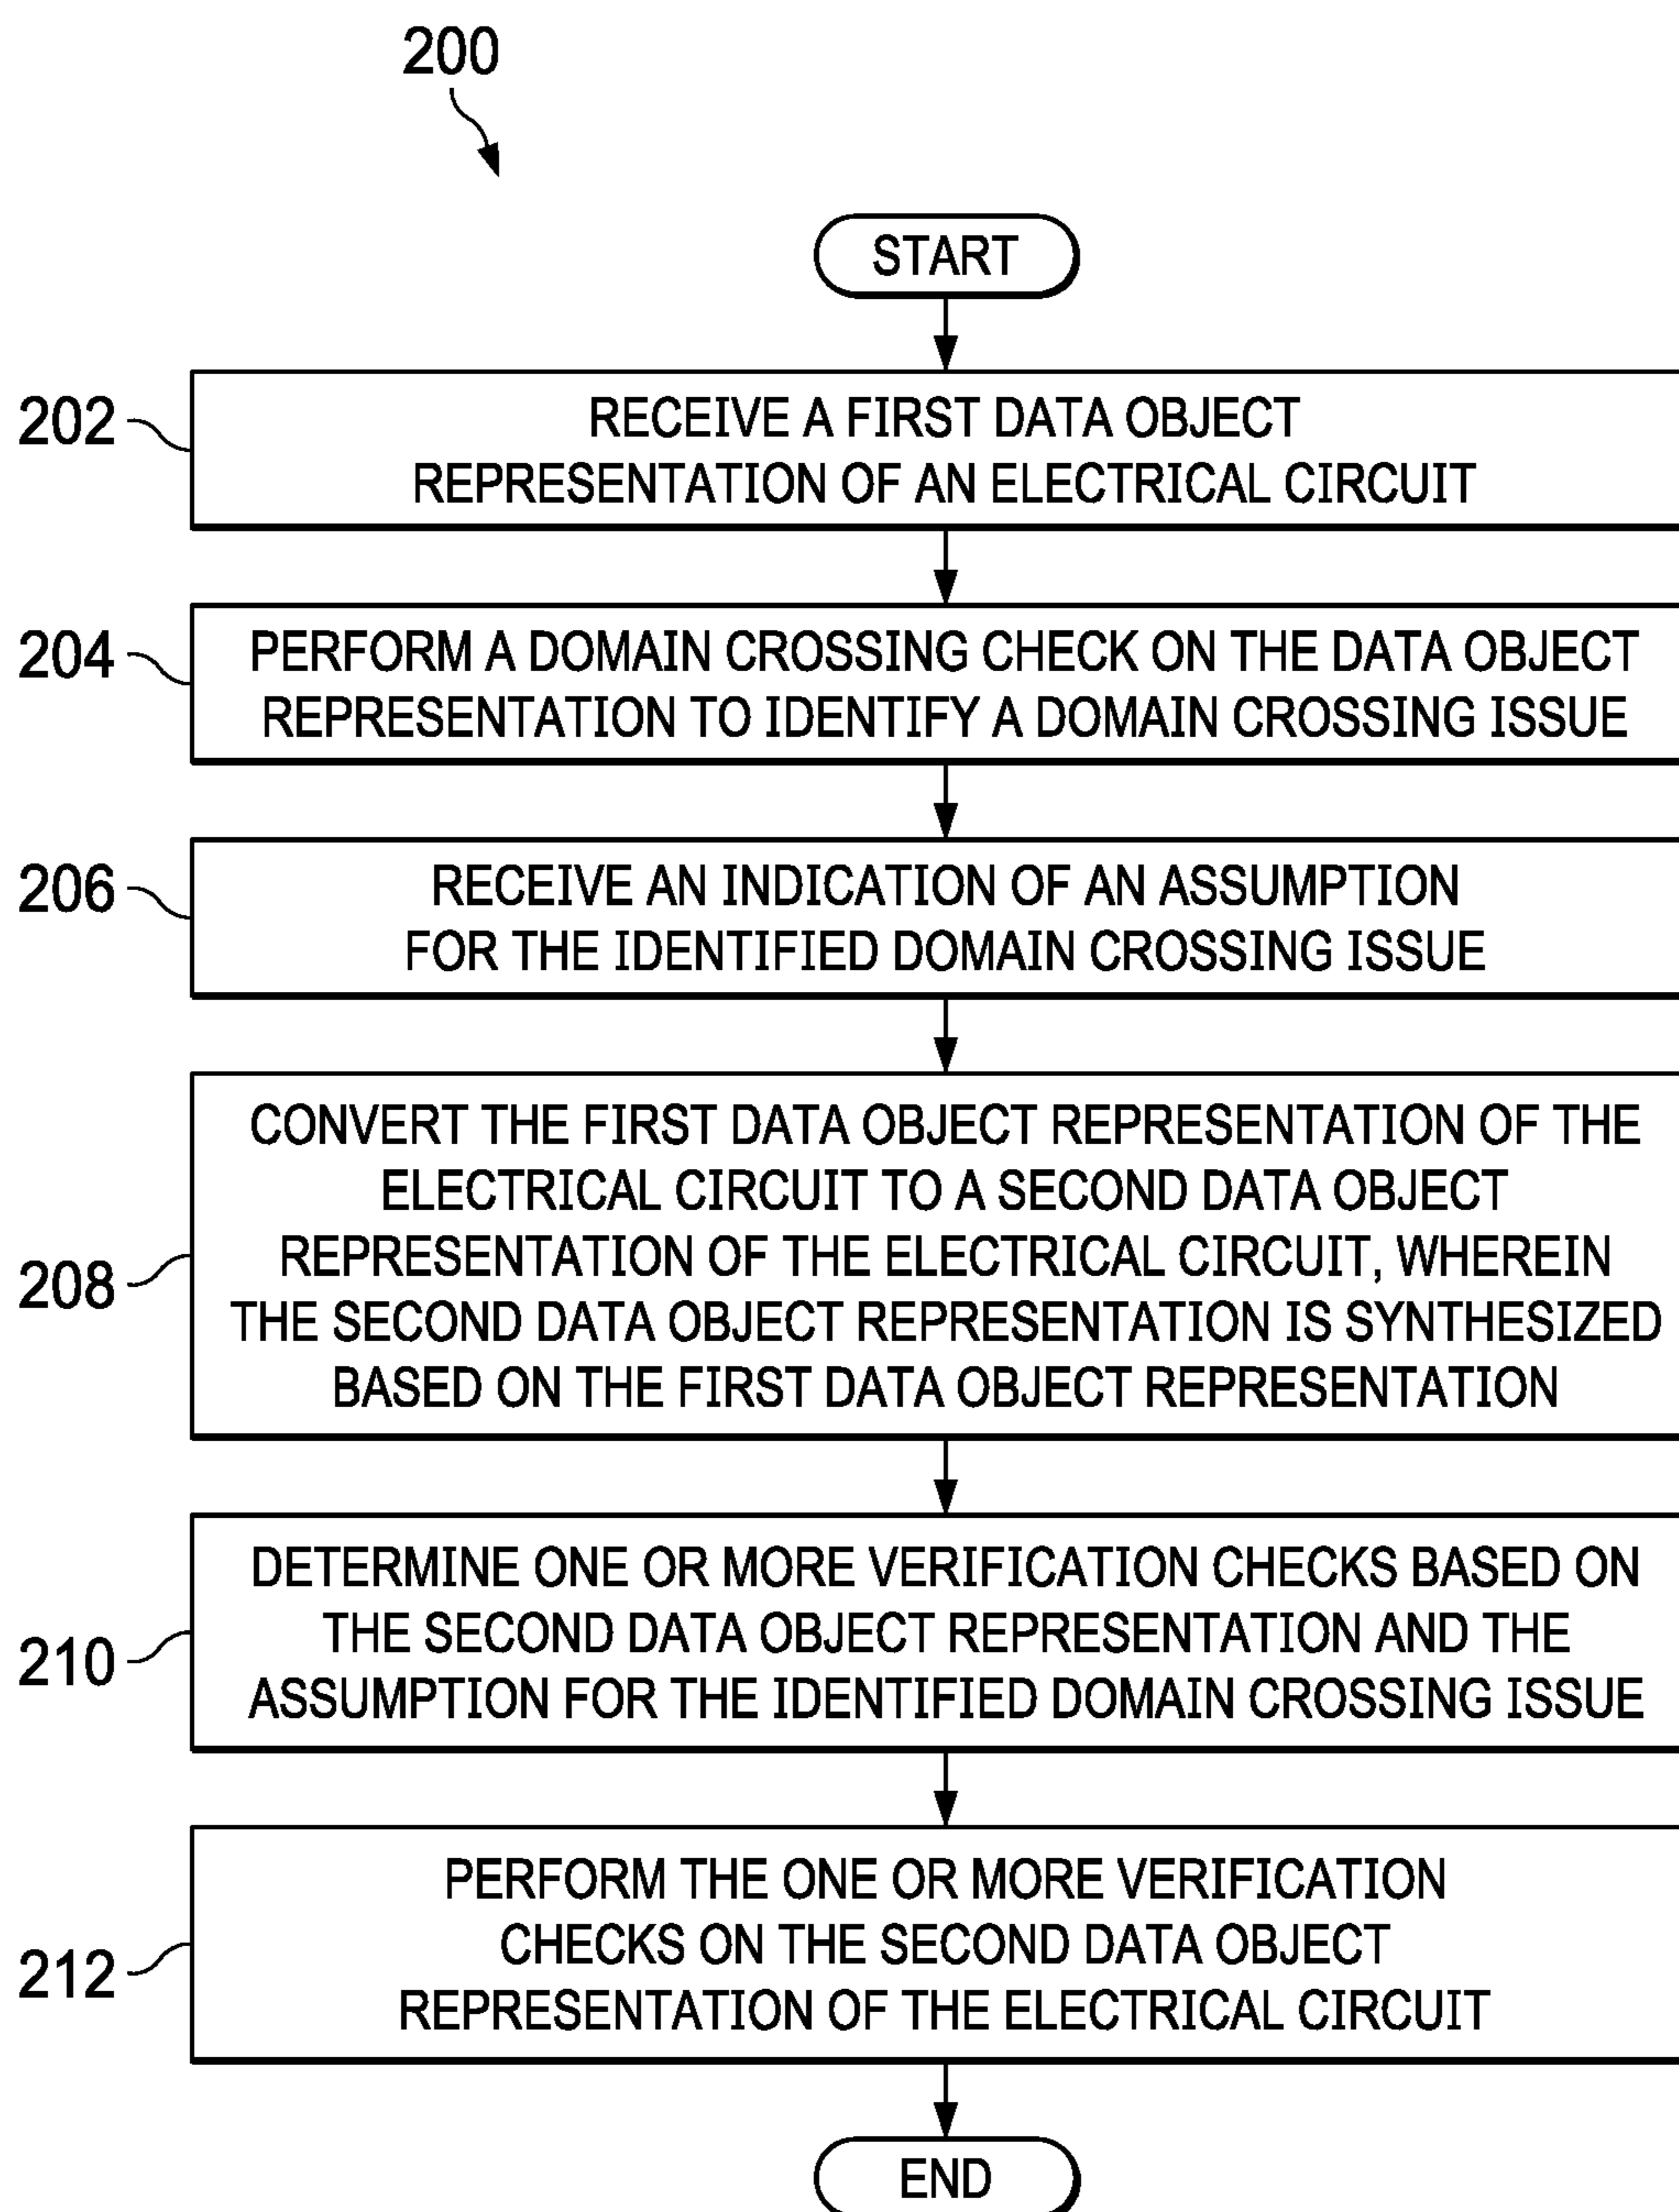 200
START
202
RECEIVE A FIRST DATA OBJECT
REPRESENTATION OF AN ELECTRICAL CIRCUIT
204
PERFORM A DOMAIN CROSSING CHECK ON THE DATA OBJECT
REPRESENTATION TO IDENTIFY A DOMAIN CROSSING ISSUE
206
RECEIVE AN INDICATION OF AN ASSUMPTION
FOR THE IDENTIFIED DOMAIN CROSSING ISSUE
208
CONVERT THE FIRST DATA OBJECT REPRESENTATION OF THE
ELECTRICAL CIRCUIT TO A SECOND DATA OBJECT
REPRESENTATION OF THE ELECTRICAL CIRCUIT, WHEREIN
THE SECOND DATA OBJECT REPRESENTATION IS SYNTHESIZED
BASED ON THE FIRST DATA OBJECT REPRESENTATION
210
DETERMINE ONE OR MORE VERIFICATION CHECKS BASED ON
THE SECOND DATA OBJECT REPRESENTATION AND THE
ASSUMPTION FOR THE IDENTIFIED DOMAIN CROSSING ISSUE
212
PERFORM THE ONE OR MORE VERIFICATION
CHECKS ON THE SECOND DATA OBJECT
REPRESENTATION OF THE ELECTRICAL CIRCUIT
END